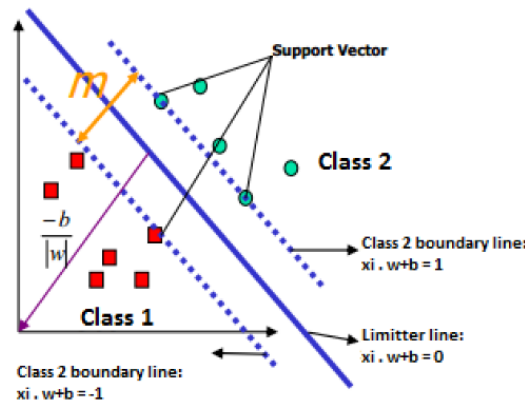 Support Vector
m
Class 2
-b
|w|
Class 2 boundary line:
xi . w+b = 1
Class 1
Limitter line:
xi . w+b = 0
Class 2 boundary line:
xi . w+b = -1